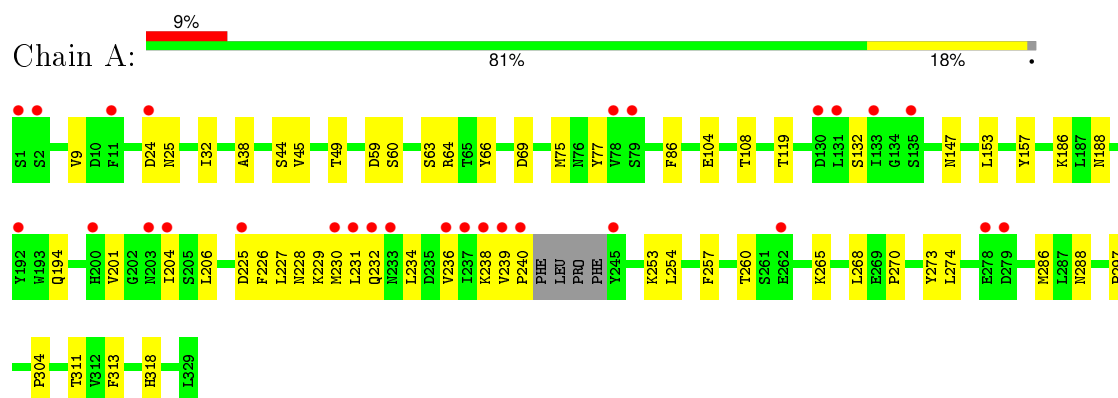 9%
Chain A:
81% 18% •
S1 S2 V9 D10 F11 D24 N25 I32 A38 S44 V45 T49 D59 S60 S63 R64 T65 Y66 D69 M75 N76 Y77 V78 S79 F86 E104 T108 T119 D130 L131 S132 I133 G134 S135 N147 L153 Y157 K186 L187 N188
Y192 W193 Q194 H200 V201 G202 N203 I204 S205 L206 D225 F226 L227 N228 K229 M230 L231 Q232 N233 L234 D235 V236 I237 K238 V239 P240 PHE LEU PRO PHE Y245 K253 L254 F257 T260 S261 E262 K265 L268 E269 P270 Y273 L274 E278 D279 M286 L287 N288
P304 T311 V312 F313 H318 L329